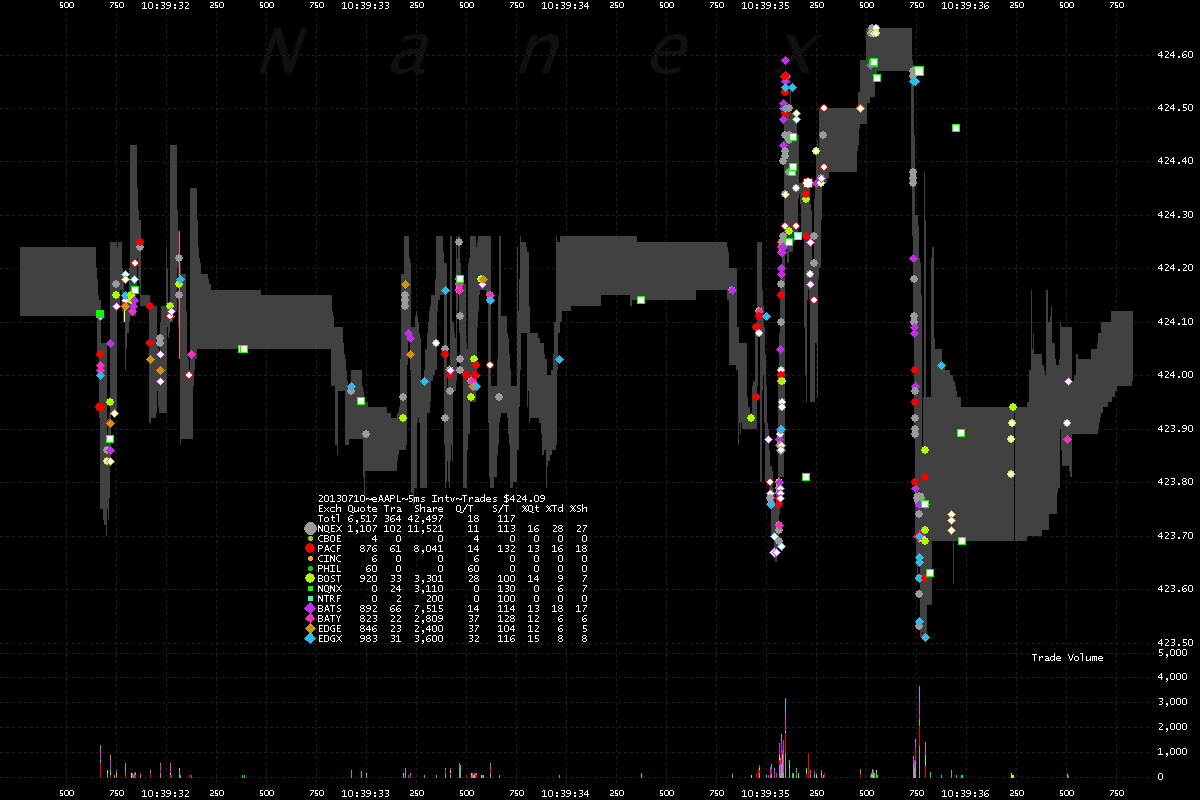 500 750 10:39:32 250 500 750 10:39:33 250 500 750 10:39:34 250 500 750 10:39:35 250 500 750 10:39:36 250 500 750
N a n e x
424.60
424.50
424.40
424.30
424.20
424.10
424.00
423.90
423.80
423.70
423.60
423.50
20130710~eAAPL~5ms Intv~Trades $424.09
Exch Quote Tra Share Q/T S/T %Qt %Td %Sh
Totl 6,517 364 42,497 18 117
NQEX 1,107 102 11,521 11 113 16 28 27
CBOE 4 0 0 4 0 0 0 0
PACF 876 61 8,041 14 132 13 16 18
CINC 6 0 0 6 0 0 0 0
PHIL 60 0 0 60 0 0 0 0
BOST 920 33 3,301 28 100 14 9 7
NQNX 0 24 3,110 0 130 0 6 7
NTRF 0 2 200 0 100 0 0 0
BATS 892 66 7,515 14 114 13 18 17
BATY 823 22 2,809 37 128 12 6 6
EDGE 846 23 2,400 37 104 12 6 5
EDGX 983 31 3,600 32 116 15 8 8
Trade Volume
5,000
4,000
3,000
2,000
1,000
0
500 750 10:39:32 250 500 750 10:39:33 250 500 750 10:39:34 250 500 750 10:39:35 250 500 750 10:39:36 250 500 750